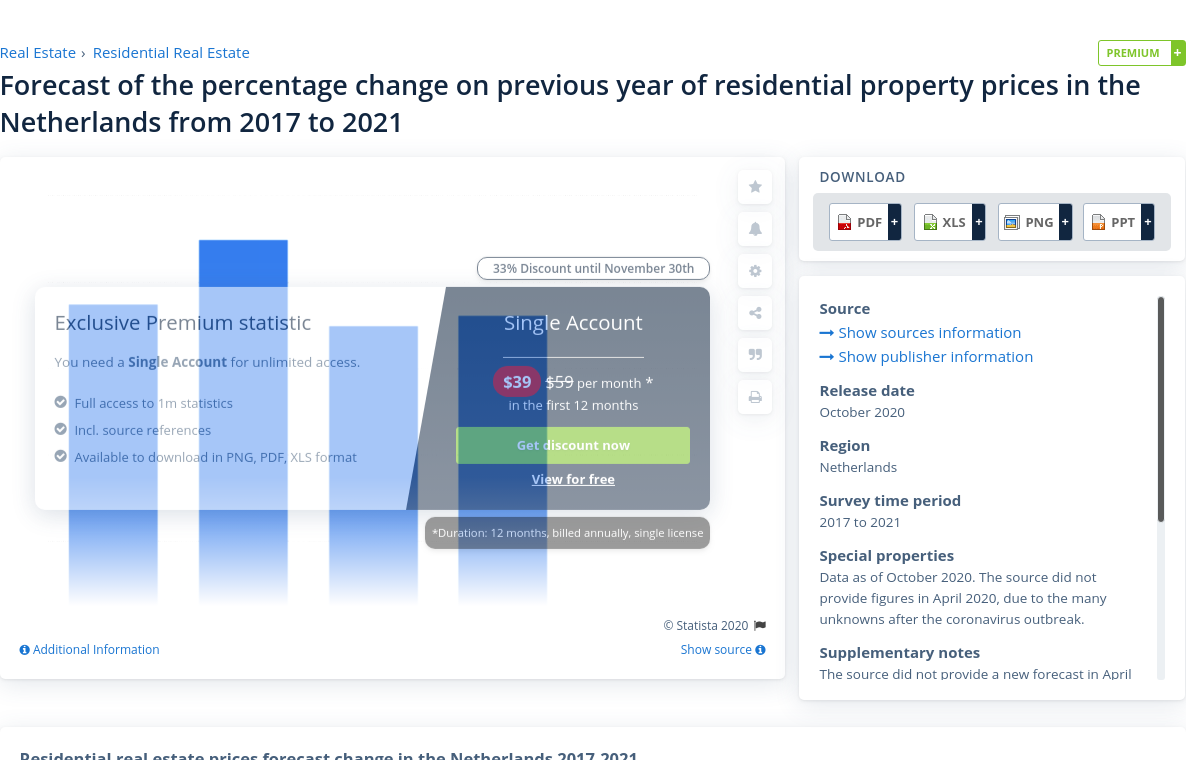 Real Estate › Residential Real Estate
PREMIUM +
Forecast of the percentage change on previous year of residential property prices in the
Netherlands from 2017 to 2021
33% Discount until November 30th
Exclusive Premium statistic
You need a Single Account for unlimited access.
Full access to 1m statistics
Incl. source references
Available to download in PNG, PDF, XLS format
Single Account
$39 $59 per month *
in the first 12 months
Get discount now
View for free
*Duration: 12 months, billed annually, single license
© Statista 2020
Additional Information
Show source
DOWNLOAD
PDF +
XLS +
PNG +
PPT +
Source
Show sources information
Show publisher information
Release date
October 2020
Region
Netherlands
Survey time period
2017 to 2021
Special properties
Data as of October 2020. The source did not
provide figures in April 2020, due to the many
unknowns after the coronavirus outbreak.
Supplementary notes
The source did not provide a new forecast in April
Residential real estate prices forecast change in the Netherlands 2017-2021